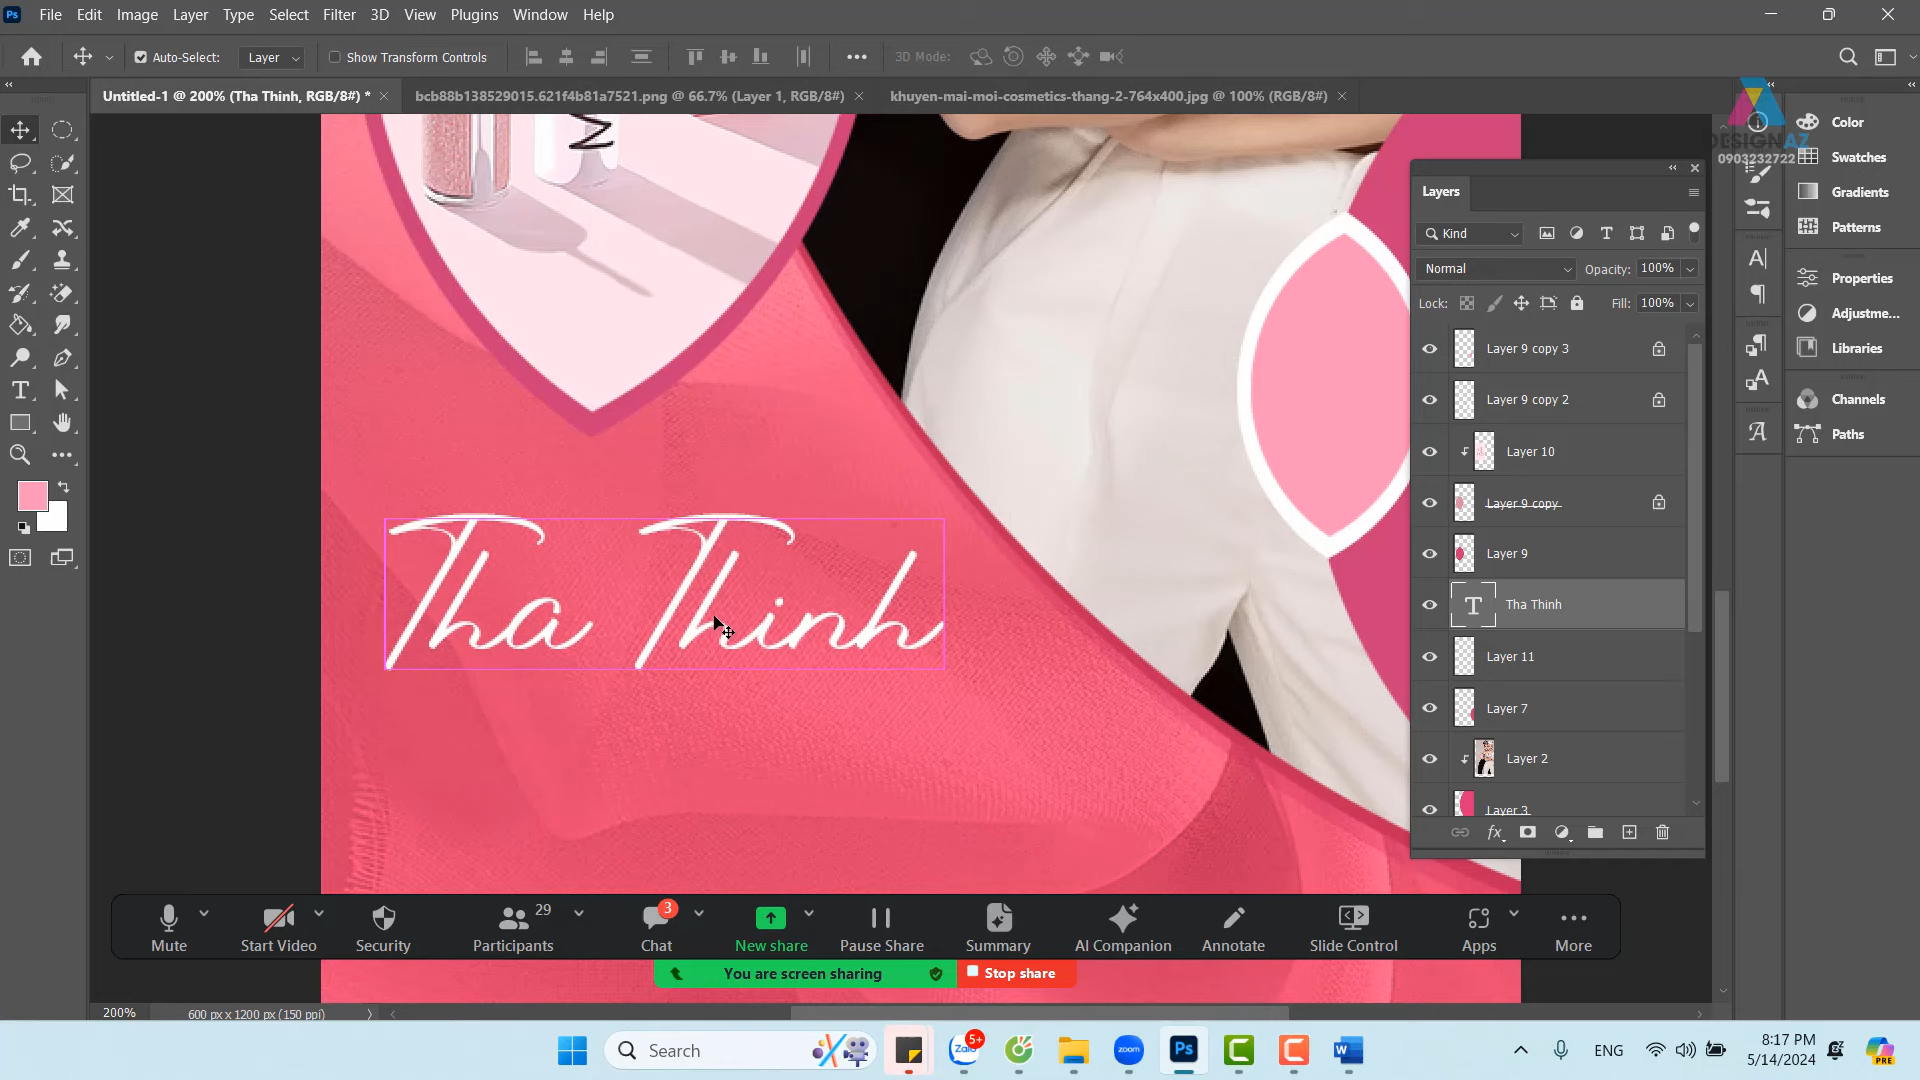 Ps File Edit Image Layer Type Select Filter 3D View Plugins Window Help
Auto-Select: Layer Show Transform Controls 3D Mode:
Untitled-1 @ 200% (Tha Thinh, RGB/8#) * bcb88b138529015.621f4b81a7521.png @ 66.7% (Layer 1, RGB/8#) khuyen-mai-moi-cosmetics-thang-2-764x400.jpg @ 100% (RGB/8#)
DESIGNAZ
0903232722
Color
Swatches
Gradients
Patterns
Properties
Adjustme...
Libraries
Channels
Paths
Layers
Kind
Normal Opacity: 100%
Lock: Fill: 100%
Layer 9 copy 3
Layer 9 copy 2
Layer 10
Layer 9 copy
Layer 9
Tha Thinh
Layer 11
Layer 7
Layer 2
Layer 3
Tha Thinh
29
3
Mute Start Video Security Participants Chat New share Pause Share Summary AI Companion Annotate Slide Control Apps More
You are screen sharing Stop share
200% 600 px x 1200 px (150 ppi)
Search
Zalo 5+
zoom
Ps
ENG
8:17 PM
5/14/2024
PRE